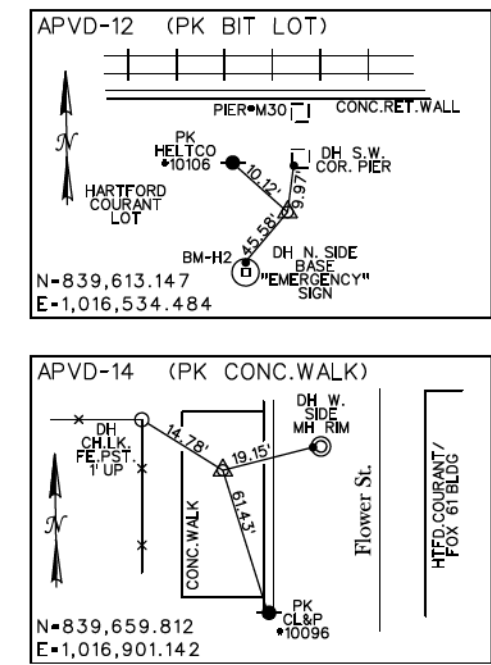 APVD-12 (PK BIT LOT)
PIER•M30
CONC.RET.WALL
PK
HELTCO
•10106
DH S.W.
COR. PIER
10.12'
9.97'
N
HARTFORD
COURANT
LOT
45.58'
BM-H2
DH N. SIDE
BASE
"EMERGENCY"
SIGN
N=839,613.147
E=1,016,534.484
APVD-14 (PK CONC.WALK)
DH W.
SIDE
MH RIM
DH
CH.LK.
FE.PST.
1' UP
14.78'
19.15'
61.43'
N
CONC.WALK
Flower St.
HTFD.COURANT/
FOX 61 BLDG
PK
CL&P
•10096
N=839,659.812
E=1,016,901.142